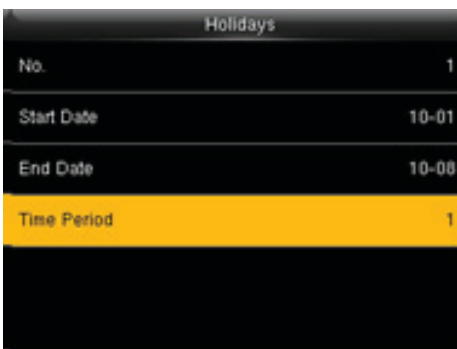 Holidays
No. 1
Start Date 10-01
End Date 10-08
Time Period 1